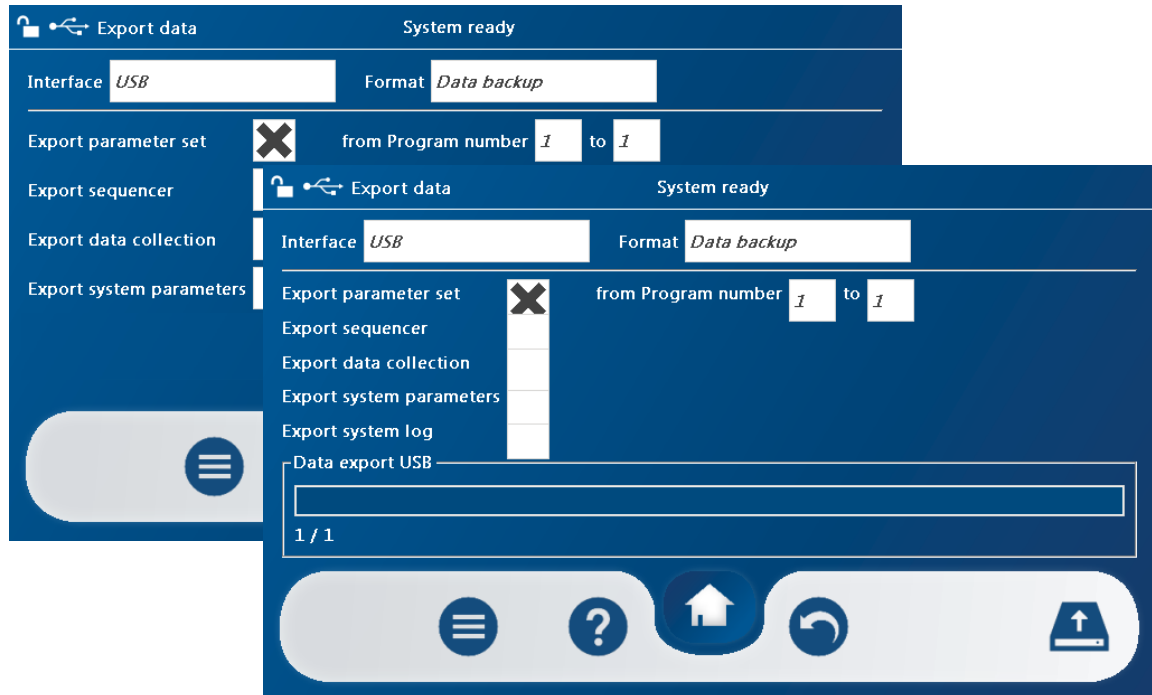 Export data System ready
Interface USB Format Data backup
Export parameter set from Program number 1 to 1
Export sequencer
Export data collection
Export system parameters
Export data System ready
Interface USB Format Data backup
Export parameter set from Program number 1 to 1
Export sequencer
Export data collection
Export system parameters
Export system log
Data export USB
1 / 1
?